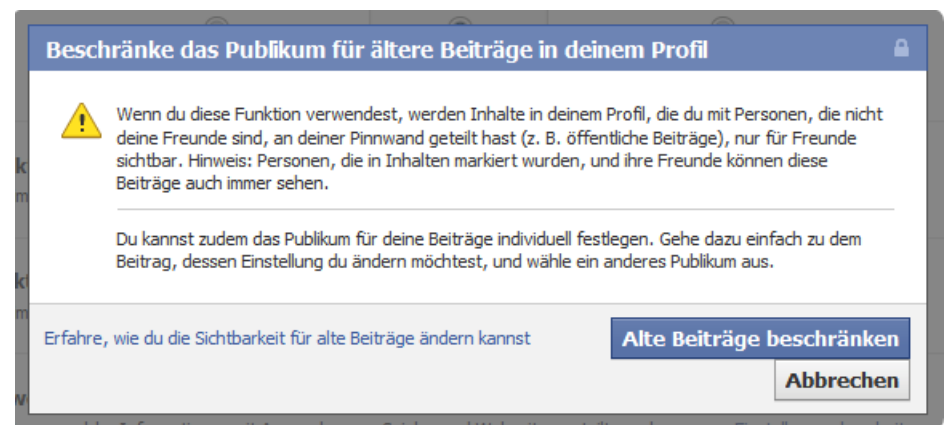 Beschränke das Publikum für ältere Beiträge in deinem Profil
Wenn du diese Funktion verwendest, werden Inhalte in deinem Profil, die du mit Personen, die nicht
deine Freunde sind, an deiner Pinnwand geteilt hast (z. B. öffentliche Beiträge), nur für Freunde
sichtbar. Hinweis: Personen, die in Inhalten markiert wurden, und ihre Freunde können diese
Beiträge auch immer sehen.
Du kannst zudem das Publikum für deine Beiträge individuell festlegen. Gehe dazu einfach zu dem
Beitrag, dessen Einstellung du ändern möchtest, und wähle ein anderes Publikum aus.
Erfahre, wie du die Sichtbarkeit für alte Beiträge ändern kannst
Alte Beiträge beschränken
Abbrechen